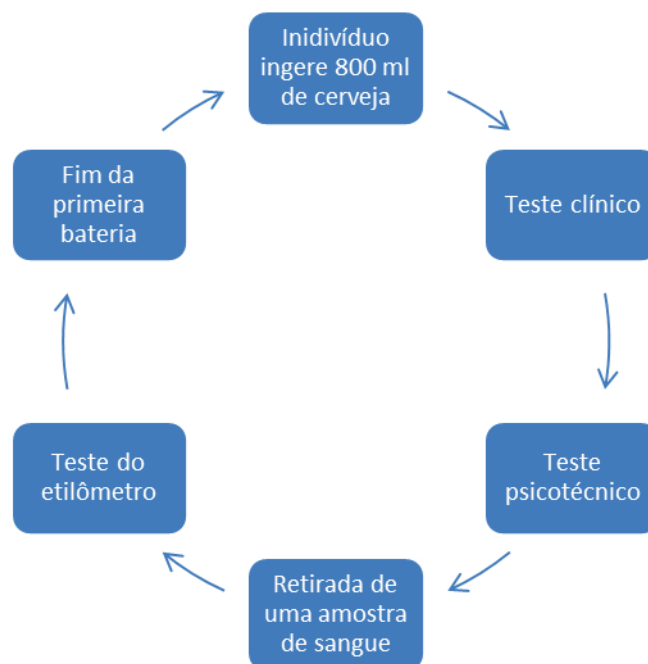 Inidivíduo
ingere 800 ml
de cerveja
Teste clínico
Teste
psicotécnico
Retirada de
uma amostra
de sangue
Teste do
etilômetro
Fim da
primeira
bateria